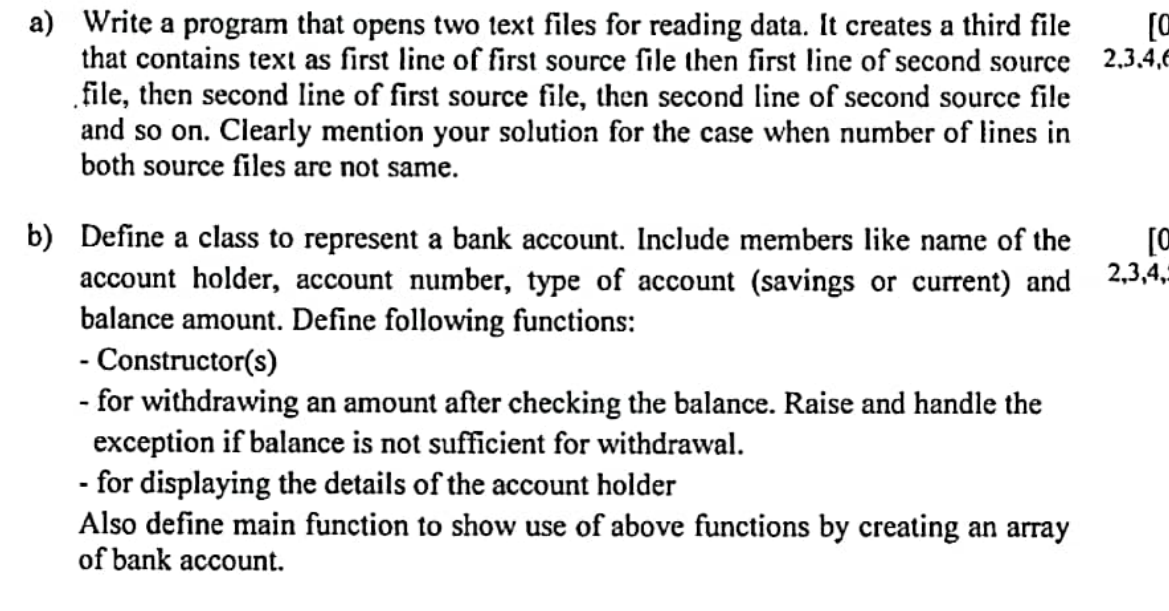 a) Write a program that opens two text files for reading data. It creates a third file [0
that contains text as first line of first source file then first line of second source 2,3,4,6
file, then second line of first source file, then second line of second source file
and so on. Clearly mention your solution for the case when number of lines in
both source files are not same.
b) Define a class to represent a bank account. Include members like name of the [0
account holder, account number, type of account (savings or current) and 2,3,4,
balance amount. Define following functions:
- Constructor(s)
- for withdrawing an amount after checking the balance. Raise and handle the
exception if balance is not sufficient for withdrawal.
- for displaying the details of the account holder
Also define main function to show use of above functions by creating an array
of bank account.